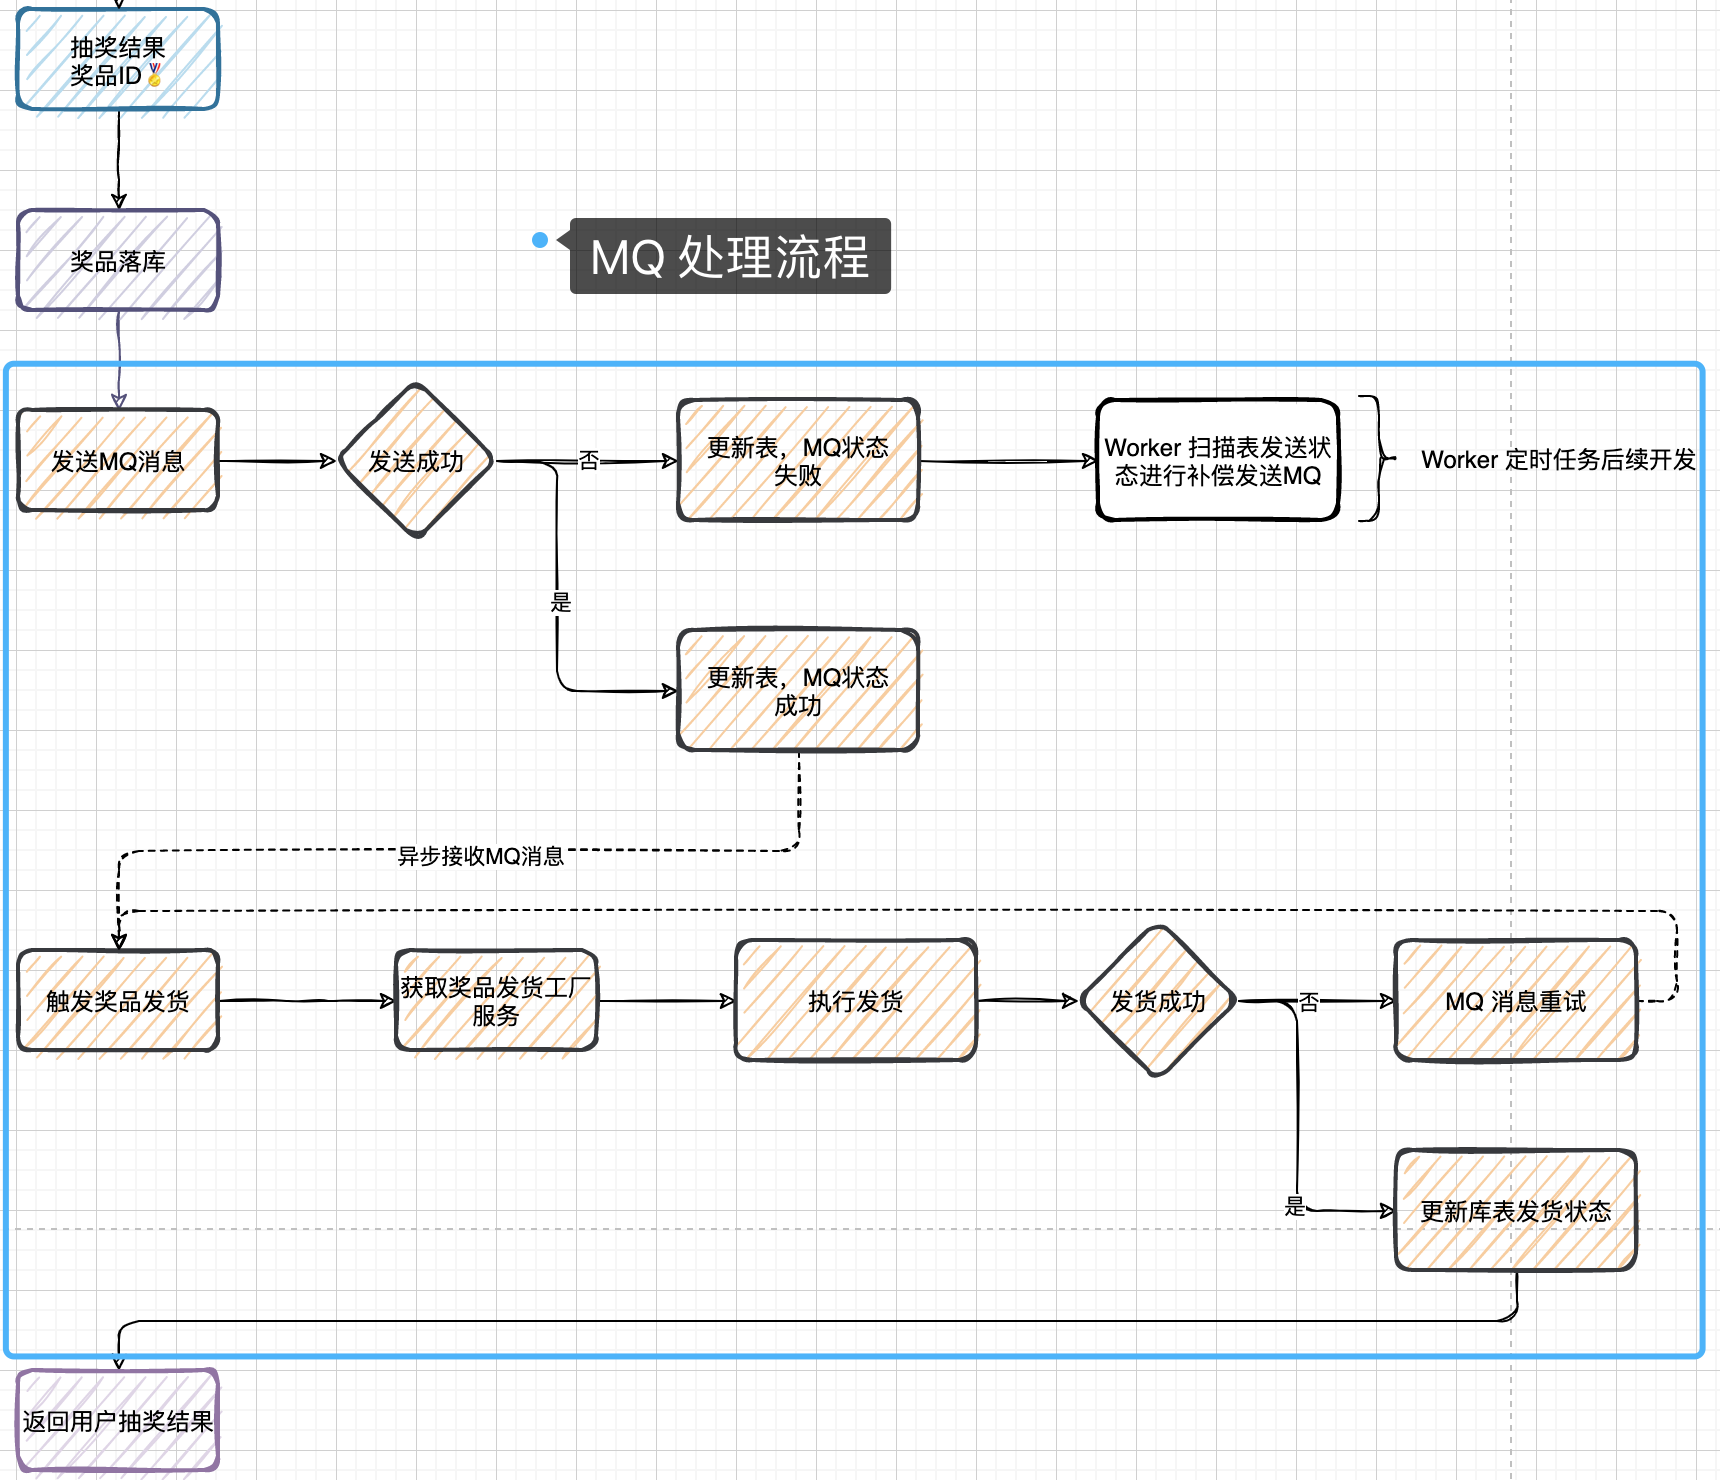 抽奖结果
奖品ID🏅
奖品落库
MQ 处理流程
发送MQ消息
发送成功
否
更新表，MQ状态
失败
Worker 扫描表发送状
态进行补偿发送MQ
Worker 定时任务后续开发
是
更新表，MQ状态
成功
异步接收MQ消息
触发奖品发货
获取奖品发货工厂
服务
执行发货
发货成功
否
MQ 消息重试
是
更新库表发货状态
返回用户抽奖结果